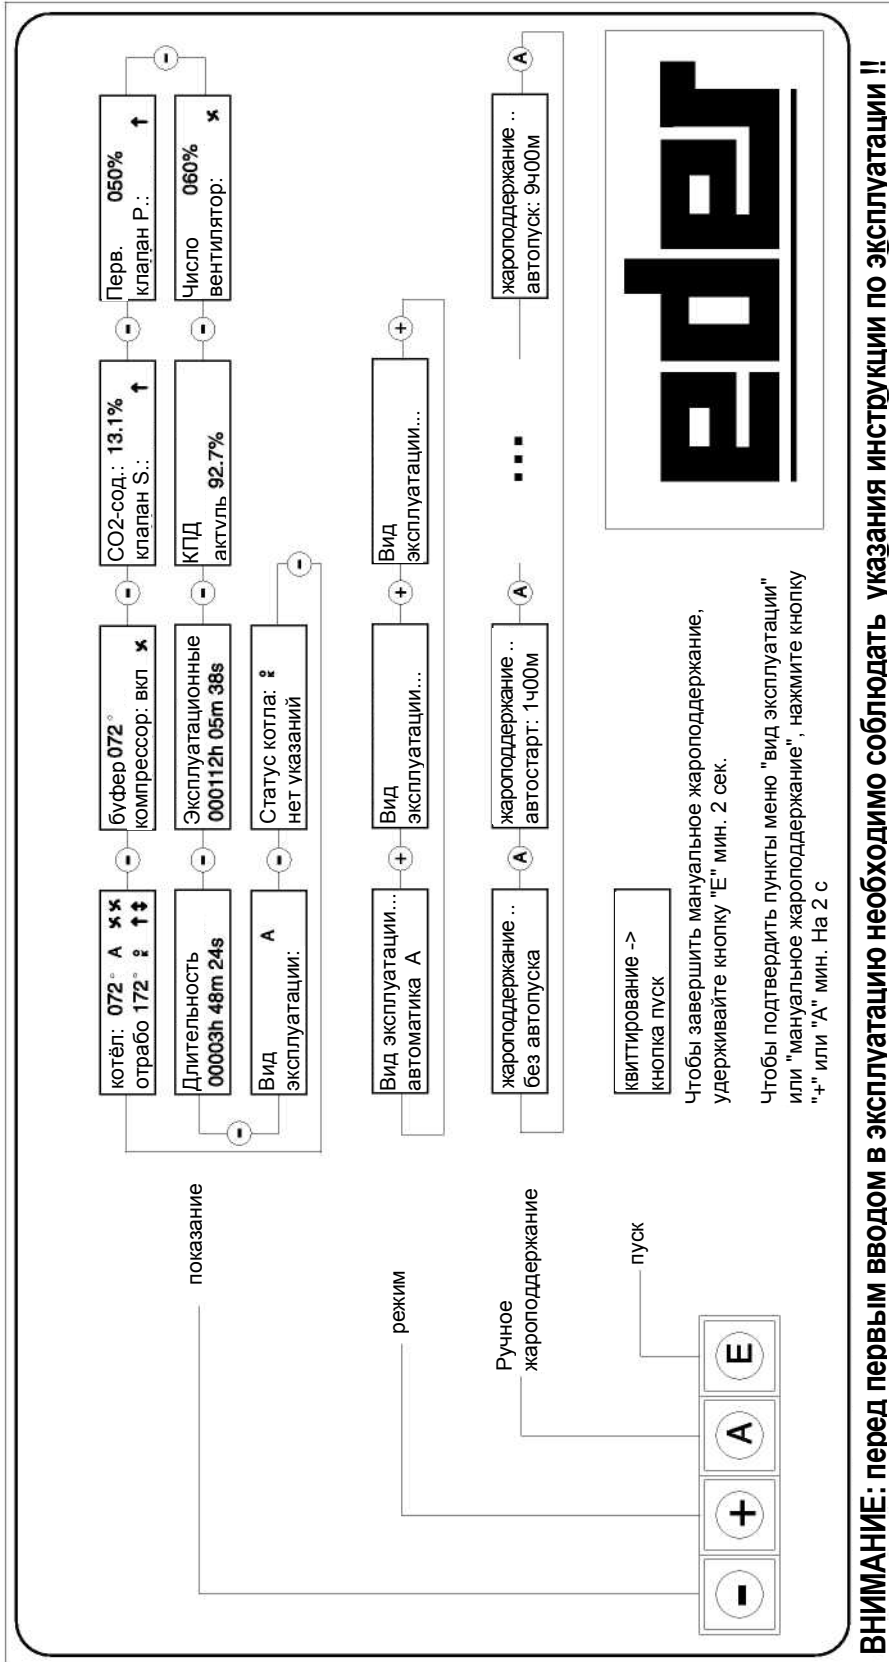 котёл: 072° A
отрабо 172°
буфер 072°
компрессор: вкл
CO2-сод.: 13.1%
клапан S.:
Перв. 050%
клапан P.:
Длительность
00003h 48m 24s
Эксплуатационные
000112h 05m 38s
КПД
актуль 92.7%
Число 060%
вентилятор:
Вид A
эксплуатации:
Статус котла:
нет указаний
- - - - - - - - - -
показание
Вид эксплуатации...
автоматика A
+
Вид
эксплуатации...
+
Вид
эксплуатации...
+
режим
жароподдержание ..
без автопуска
A
жароподдержание ..
автостарт: 1ч00м
A
...
жароподдержание ..
автопуск: 9ч00м
A
Ручное
жароподдержание
квиттирование ->
кнопка пуск
пуск
Чтобы завершить мануальное жароподдержание,
удерживайте кнопку "E" мин. 2 сек.
Чтобы подтвердить пункты меню "вид эксплуатации"
или "мануальное жароподдержание", нажмите кнопку
"+" или "A" мин. На 2 с
- + A E
eder
ВНИМАНИЕ: перед первым вводом в эксплуатацию необходимо соблюдать указания инструкции по эксплуатации !!